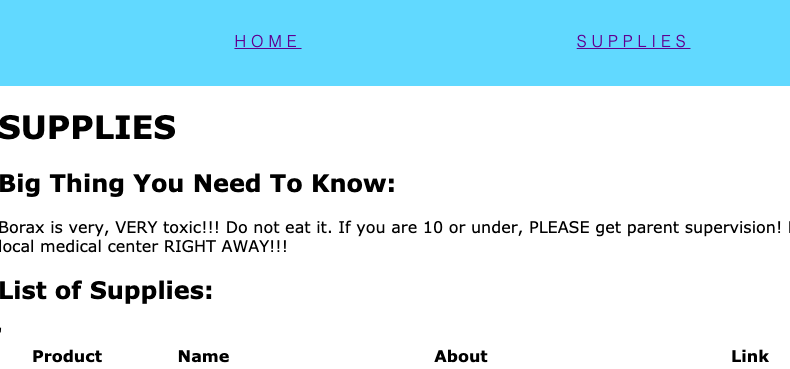 HOME SUPPLIES
SUPPLIES
Big Thing You Need To Know:
Borax is very, VERY toxic!!! Do not eat it. If you are 10 or under, PLEASE get parent supervision!
local medical center RIGHT AWAY!!!
List of Supplies:
Product Name About Link